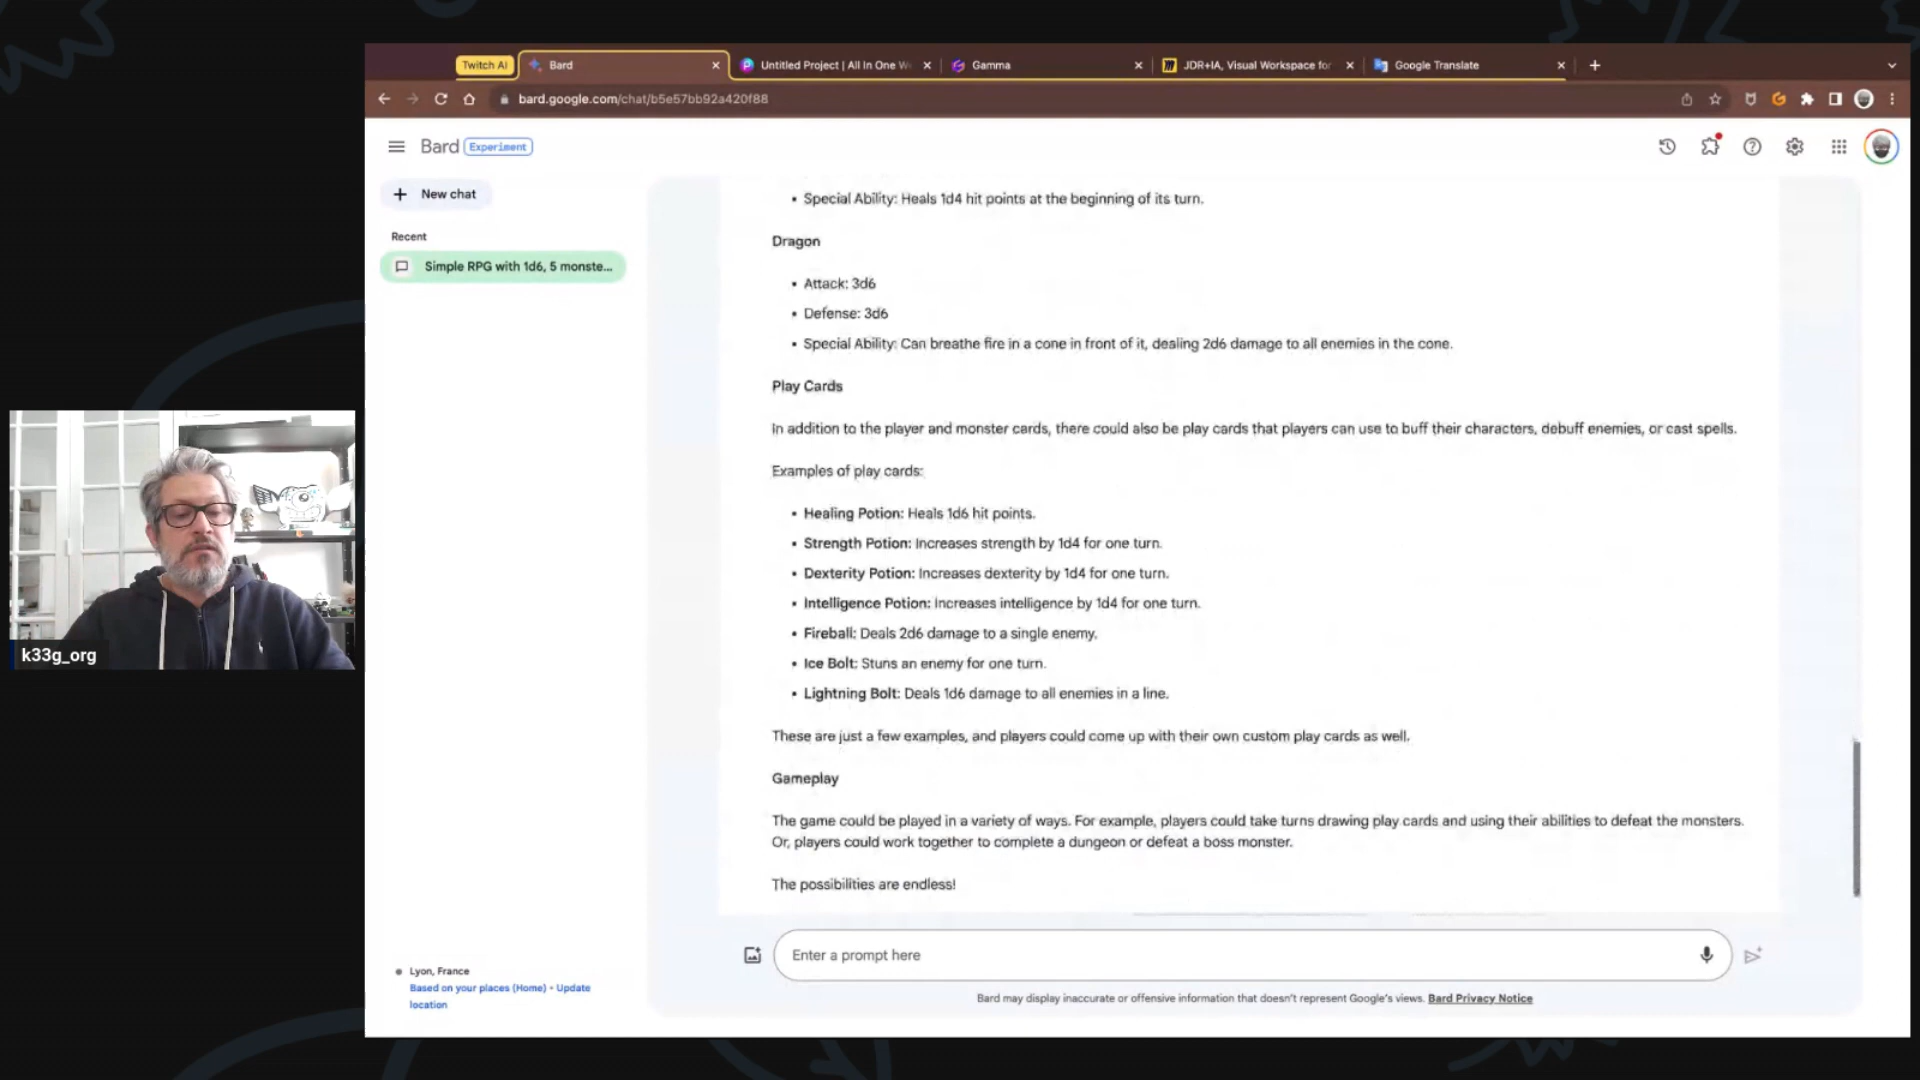 Twitch AI
Bard
Untitled Project | All In One W
Gamma
JDR+IA, Visual Workspace for
Google Translate
bard.google.com/chat/b5e57bb92a420f88
Bard Experiment
New chat
Recent
Simple RPG with 1d6, 5 monste...
• Special Ability: Heals 1d4 hit points at the beginning of its turn.
Dragon
• Attack: 3d6
• Defense: 3d6
• Special Ability: Can breathe fire in a cone in front of it, dealing 2d6 damage to all enemies in the cone.
Play Cards
In addition to the player and monster cards, there could also be play cards that players can use to buff their characters, debuff enemies, or cast spells.
Examples of play cards:
• Healing Potion: Heals 1d6 hit points.
• Strength Potion: Increases strength by 1d4 for one turn.
• Dexterity Potion: Increases dexterity by 1d4 for one turn.
• Intelligence Potion: Increases intelligence by 1d4 for one turn.
• Fireball: Deals 2d6 damage to a single enemy.
• Ice Bolt: Stuns an enemy for one turn.
• Lightning Bolt: Deals 1d6 damage to all enemies in a line.
These are just a few examples, and players could come up with their own custom play cards as well.
Gameplay
The game could be played in a variety of ways. For example, players could take turns drawing play cards and using their abilities to defeat the monsters.
Or, players could work together to complete a dungeon or defeat a boss monster.
The possibilities are endless!
Enter a prompt here
Bard may display inaccurate or offensive information that doesn't represent Google's views. Bard Privacy Notice
Lyon, France
Based on your places (Home) • Update
location
k33g_org